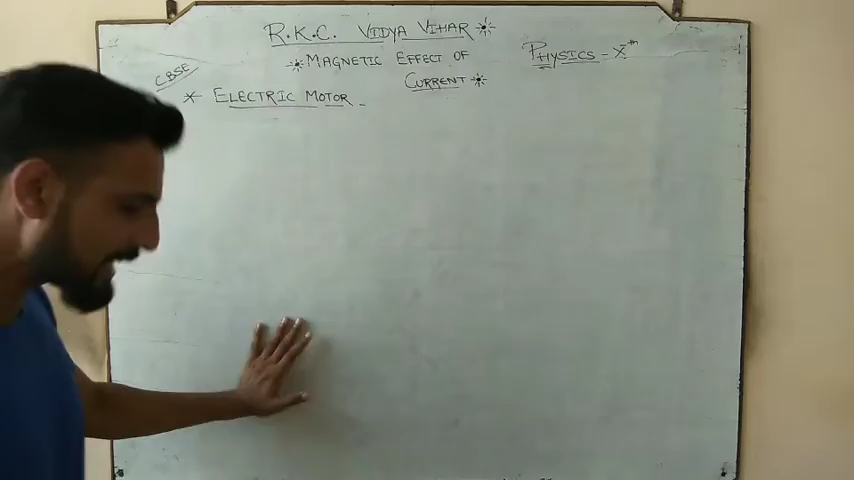 R.K.C. VIDYA VIHAR
MAGNETIC EFFECT OF
CURRENT
PHYSICS - X
CBSE
* ELECTRIC MOTOR -